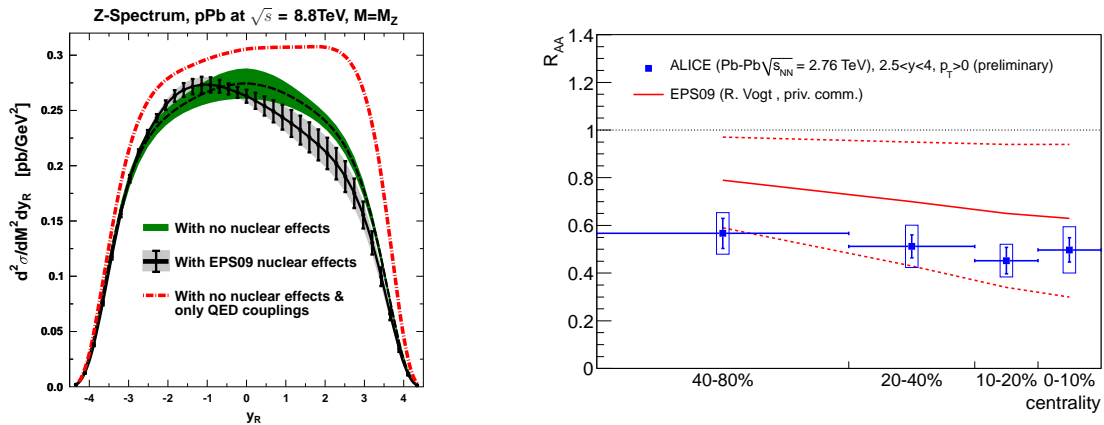 Z-Spectrum, pPb at √s = 8.8TeV, M=M_Z
d²σ/dM²dy_R [pb/GeV²]
0.3
0.25
0.2
0.15
0.10
0.05
0.0
With no nuclear effects
With EPS09 nuclear effects
With no nuclear effects &
only QED couplings
-4 -3 -2 -1 0 1 2 3 4
y_R
R_AA
1.4
1.2
1
0.8
0.6
0.4
0.2
0
ALICE (Pb-Pb √s_NN = 2.76 TeV), 2.5<y<4, p_T>0 (preliminary)
EPS09 (R. Vogt , priv. comm.)
40-80% 20-40% 10-20% 0-10%
centrality